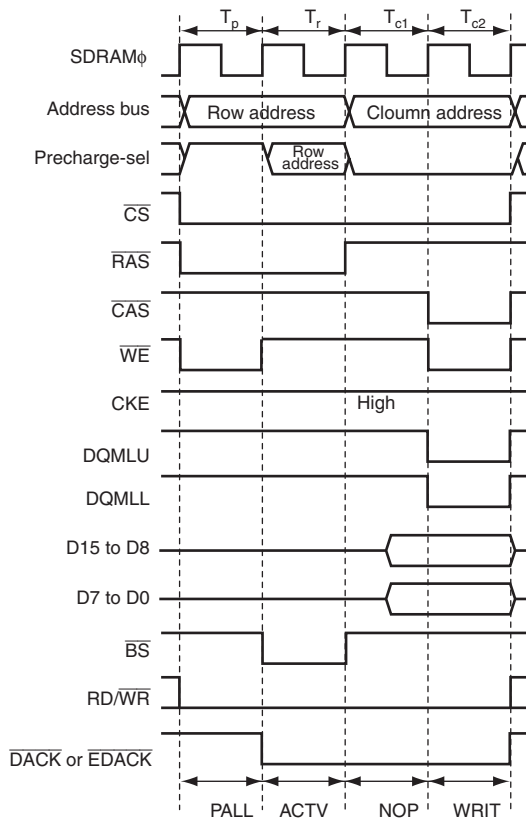 Tp Tr Tc1 Tc2
SDRAMϕ
Address bus Row address Cloumn address
Precharge-sel Row
address
CS
RAS
CAS
WE
CKE High
DQMLU
DQMLL
D15 to D8
D7 to D0
BS
RD/WR
DACK or EDACK
PALL ACTV NOP WRIT